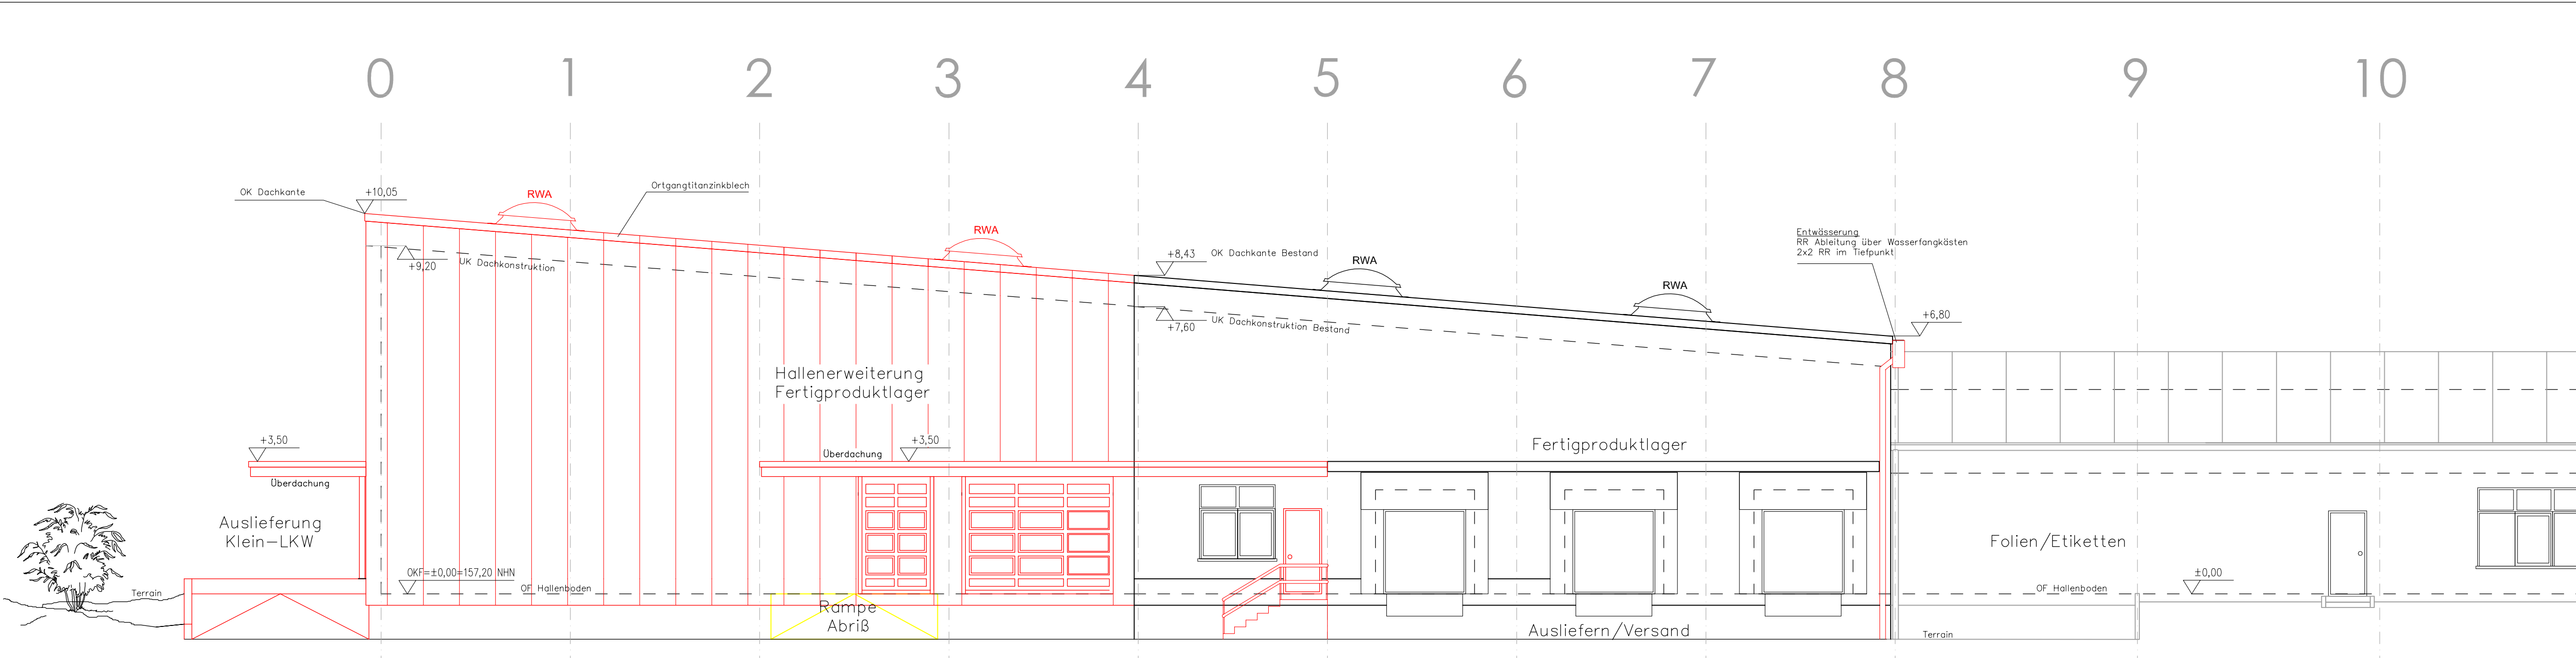 0 1 2 3 4 5 6 7 8 9 10
OK Dachkante
+10,05
RWA
Ortgangtitanzinkblech
RWA
+9,20
UK Dachkonstruktion
+8,43
OK Dachkante Bestand
RWA
RWA
Entwässerung
RR Ableitung über Wasserfangkästen
2x2 RR im Tiefpunkt
+7,60
UK Dachkonstruktion Bestand
+6,80
Hallenerweiterung
Fertigproduktlager
+3,50
Überdachung
Überdachung
+3,50
Fertigproduktlager
Auslieferung
Klein-LKW
Folien/Etiketten
Terrain
OKF=±0,00=157,20 NHN
OF Hallenboden
OF Hallenboden
±0,00
Rampe
Abriß
Ausliefern/Versand
Terrain